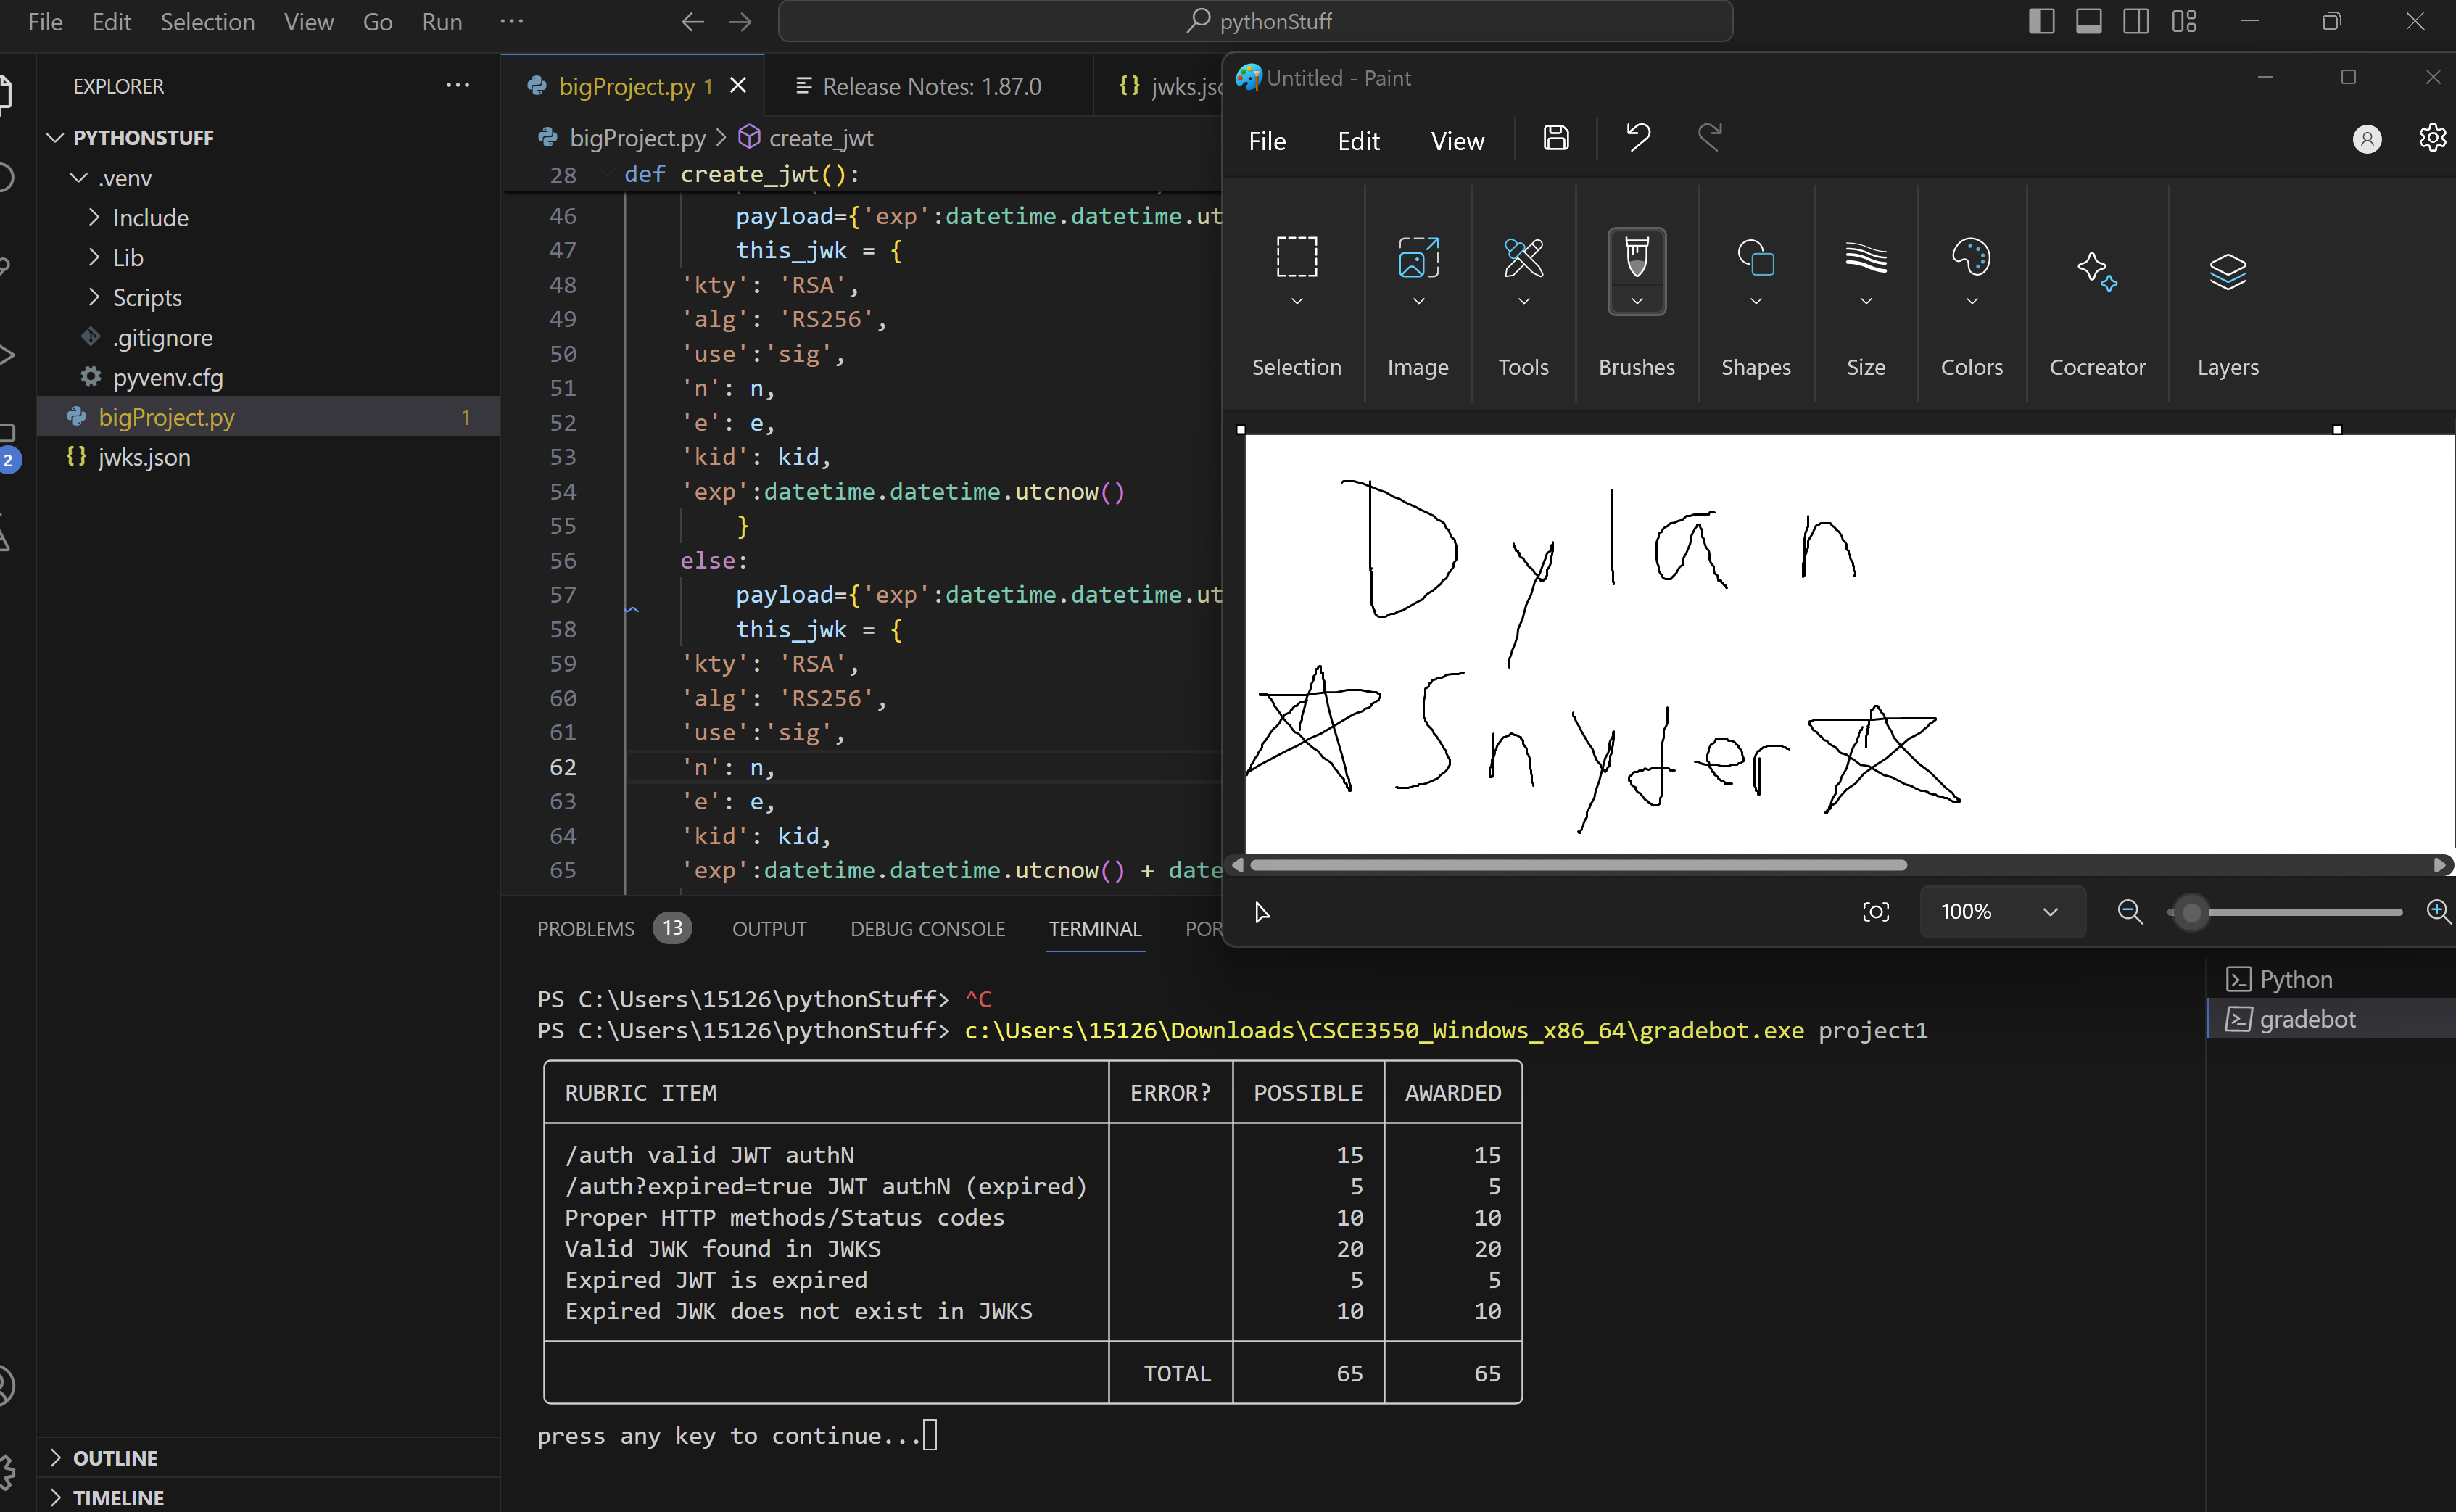 File Edit Selection View Go Run ··· pythonStuff
EXPLORER ···
PYTHONSTUFF
.venv
Include
Lib
Scripts
.gitignore
pyvenv.cfg
bigProject.py 1
jwks.json
2
OUTLINE
TIMELINE
bigProject.py 1 Release Notes: 1.87.0 {} jwks.jso
bigProject.py > create_jwt
28 def create_jwt():
46 payload={'exp':datetime.datetime.ut
47 this_jwk = {
48 'kty': 'RSA',
49 'alg': 'RS256',
50 'use':'sig',
51 'n': n,
52 'e': e,
53 'kid': kid,
54 'exp':datetime.datetime.utcnow()
55 }
56 else:
57 payload={'exp':datetime.datetime.ut
58 this_jwk = {
59 'kty': 'RSA',
60 'alg': 'RS256',
61 'use':'sig',
62 'n': n,
63 'e': e,
64 'kid': kid,
65 'exp':datetime.datetime.utcnow() + date
Untitled - Paint
File Edit View
Selection Image Tools Brushes Shapes Size Colors Cocreator Layers
Dylan
Snyder
100%
PROBLEMS 13 OUTPUT DEBUG CONSOLE TERMINAL POR
PS C:\Users\15126\pythonStuff> ^C
PS C:\Users\15126\pythonStuff> c:\Users\15126\Downloads\CSCE3550_Windows_x86_64\gradebot.exe project1
RUBRIC ITEM ERROR? POSSIBLE AWARDED
/auth valid JWT authN 15 15
/auth?expired=true JWT authN (expired) 5 5
Proper HTTP methods/Status codes 10 10
Valid JWK found in JWKS 20 20
Expired JWT is expired 5 5
Expired JWK does not exist in JWKS 10 10
TOTAL 65 65
press any key to continue...
Python
gradebot